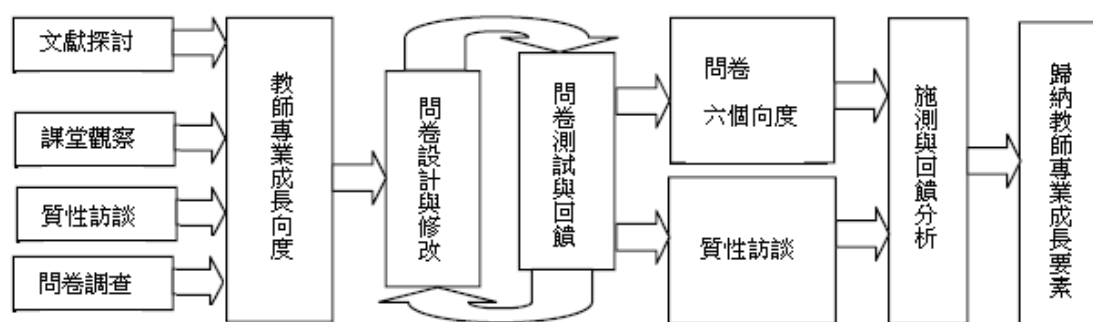 文獻探討
課堂觀察
質性訪談
問卷調查
教師專業成長向度
問卷設計與修改
問卷測試與回饋
問卷
六個向度
質性訪談
施測與回饋分析
歸納教師專業成長要素